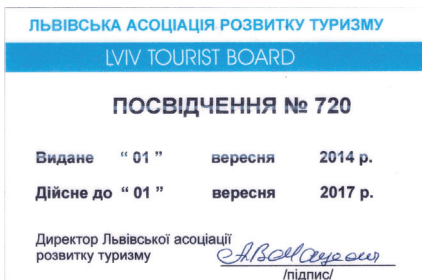 ЛЬВІВСЬКА АСОЦІАЦІЯ РОЗВИТКУ ТУРИЗМУ
LVIV TOURIST BOARD
ПОСВІДЧЕННЯ № 720
Видане “ 01 ” вересня 2014 р.
Дійсне до “ 01 ” вересня 2017 р.
Директор Львівської асоціації
розвитку туризму
/підпис/